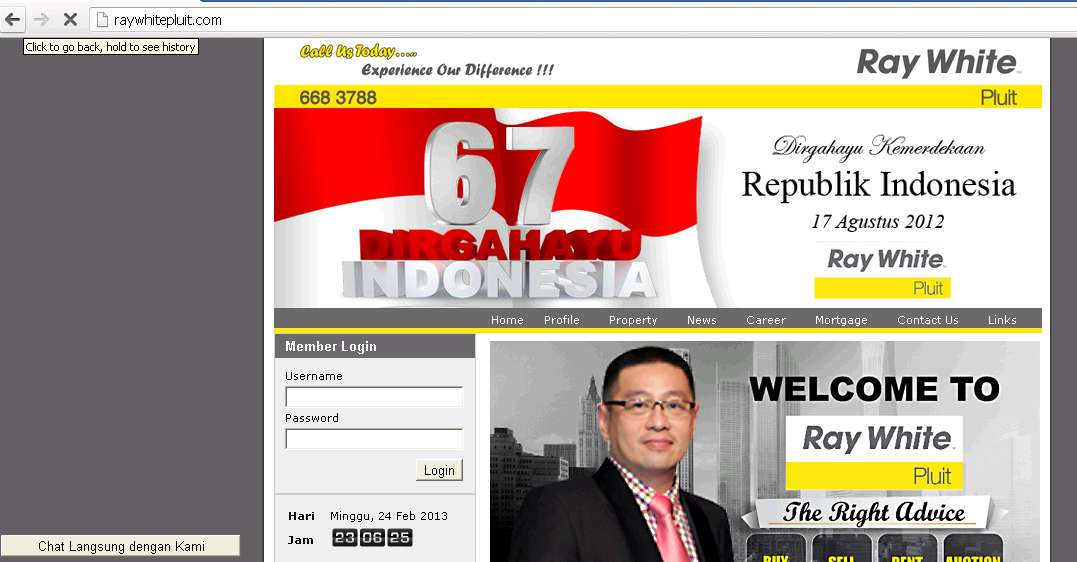 raywhitepluit.com
Click to go back, hold to see history
Call Us Today.....
Experience Our Difference !!!
Ray White
668 3788
Pluit
67
DIRGAHAYU
INDONESIA
Dirgahayu Kemerdekaan
Republik Indonesia
17 Agustus 2012
Ray White
Pluit
Home Profile Property News Career Mortgage Contact Us Links
Member Login
Username
Password
Login
Hari Minggu, 24 Feb 2013
Jam 23:06:25
Chat Langsung dengan Kami
WELCOME TO
Ray White
Pluit
The Right Advice
BUY SELL RENT AUCTION